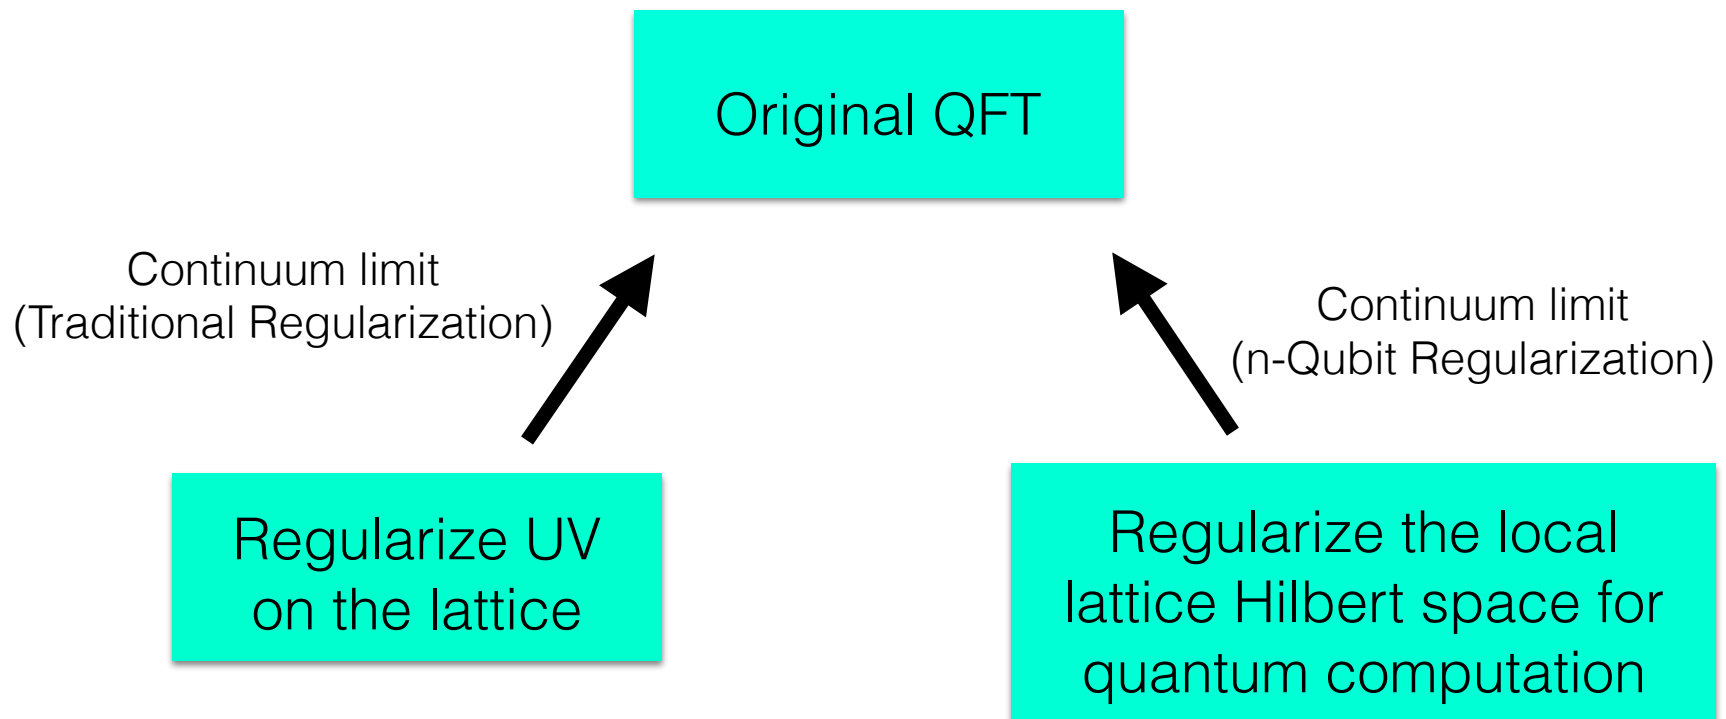 Original QFT
Continuum limit
(Traditional Regularization)
Continuum limit
(n-Qubit Regularization)
Regularize UV
on the lattice
Regularize the local
lattice Hilbert space for
quantum computation